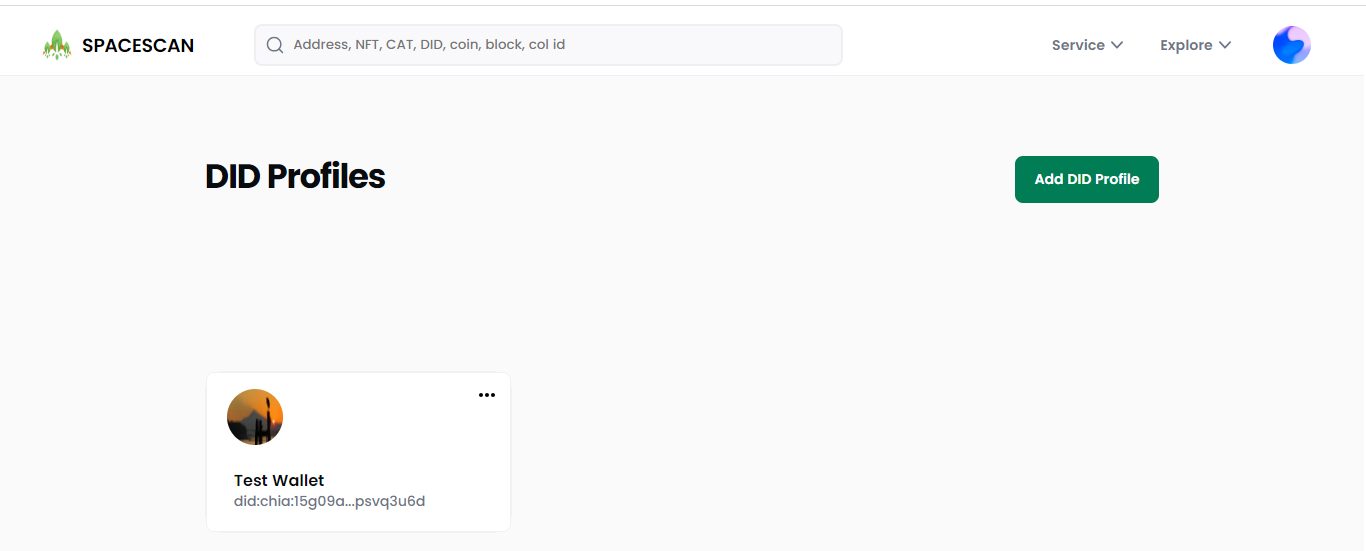 SPACESCAN
Address, NFT, CAT, DID, coin, block, col id
Service
Explore
DID Profiles
Add DID Profile
Test Wallet
did:chia:15g09a...psvq3u6d